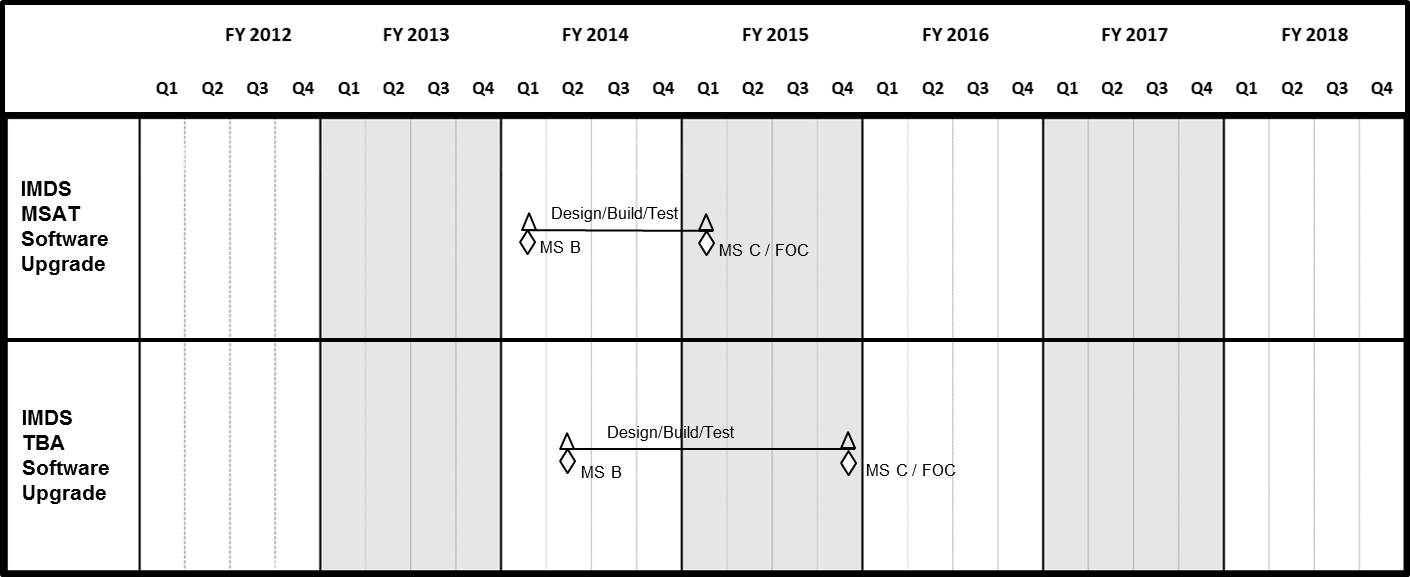 FY 2012 FY 2013 FY 2014 FY 2015 FY 2016 FY 2017 FY 2018
Q1 Q2 Q3 Q4 Q1 Q2 Q3 Q4 Q1 Q2 Q3 Q4 Q1 Q2 Q3 Q4 Q1 Q2 Q3 Q4 Q1 Q2 Q3 Q4 Q1 Q2 Q3 Q4
IMDS
MSAT
Software
Upgrade
Design/Build/Test
MS B
MS C / FOC
IMDS
TBA
Software
Upgrade
Design/Build/Test
MS B
MS C / FOC